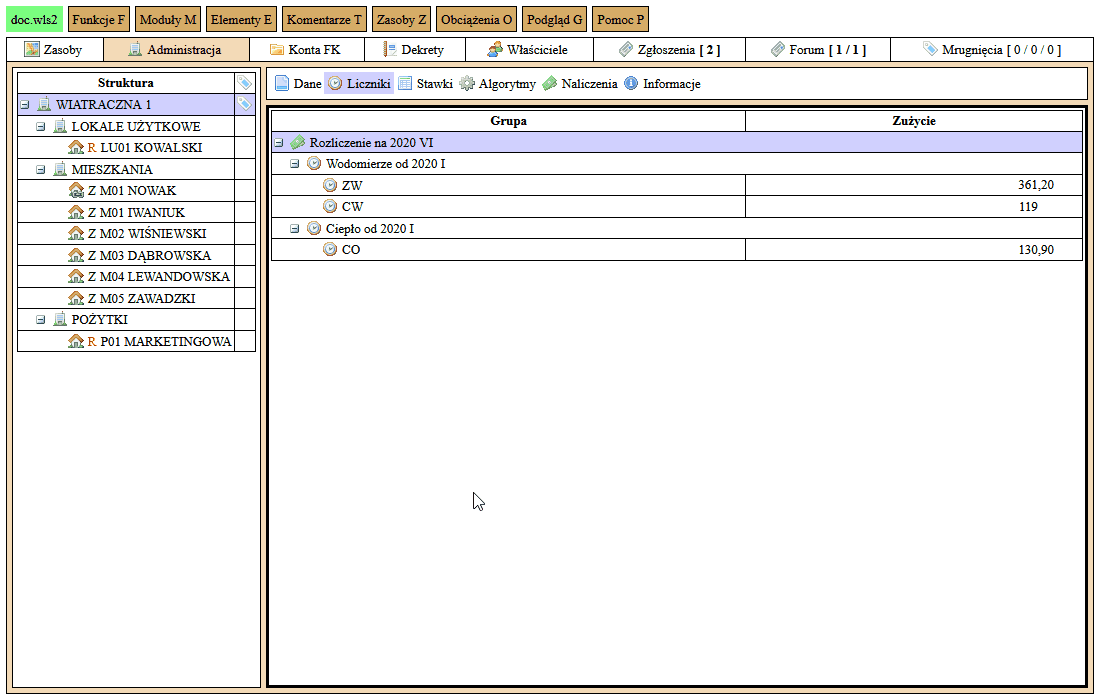 doc.wls2 Funkcje F Moduły M Elementy E Komentarze T Zasoby Z Obciążenia O Podgląd G Pomoc P
Zasoby Administracja Konta FK Dekrety Właściciele Zgłoszenia [ 2 ] Forum [ 1 / 1 ] Mrugnięcia [ 0 / 0 / 0 ]
Struktura
WIATRACZNA 1
LOKALE UŻYTKOWE
R LU01 KOWALSKI
MIESZKANIA
Z M01 NOWAK
Z M01 IWANIUK
Z M02 WIŚNIEWSKI
Z M03 DĄBROWSKA
Z M04 LEWANDOWSKA
Z M05 ZAWADZKI
POŻYTKI
R P01 MARKETINGOWA
Dane Liczniki Stawki Algorytmy Naliczenia Informacje
Grupa Zużycie
Rozliczenie na 2020 VI
Wodomierze od 2020 I
ZW 361,20
CW 119
Ciepło od 2020 I
CO 130,90